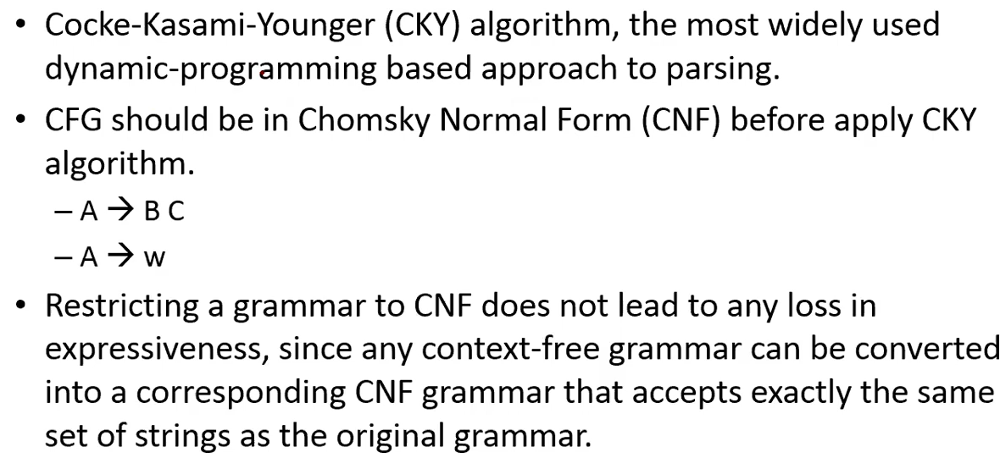 • Cocke-Kasami-Younger (CKY) algorithm, the most widely used
dynamic-programming based approach to parsing.
• CFG should be in Chomsky Normal Form (CNF) before apply CKY
algorithm.
– A → B C
– A → w
• Restricting a grammar to CNF does not lead to any loss in
expressiveness, since any context-free grammar can be converted
into a corresponding CNF grammar that accepts exactly the same
set of strings as the original grammar.